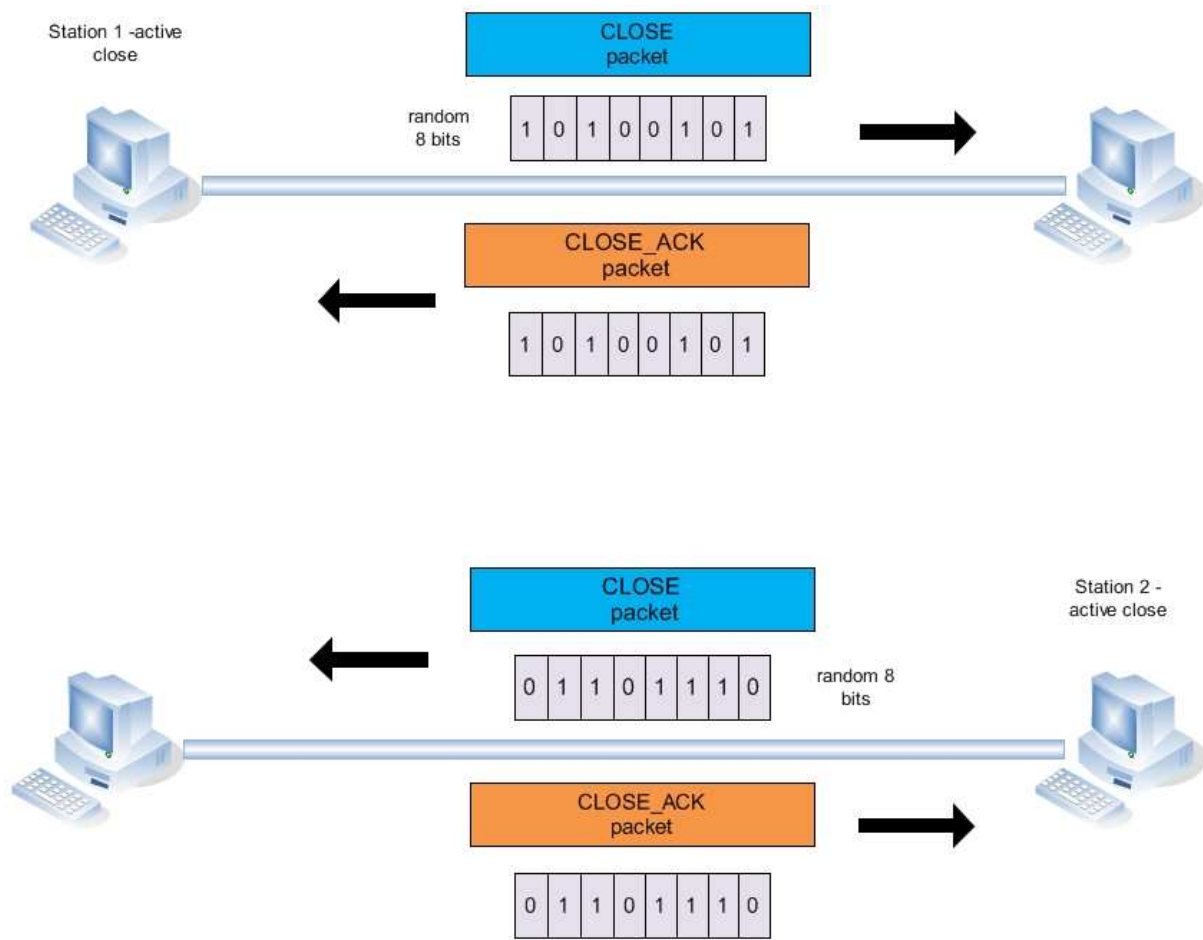 Station 1 -active
close
CLOSE
packet
random
8 bits
1 0 1 0 0 1 0 1
CLOSE_ACK
packet
1 0 1 0 0 1 0 1
CLOSE
packet
Station 2 -
active close
0 1 1 0 1 1 1 0
random 8
bits
CLOSE_ACK
packet
0 1 1 0 1 1 1 0